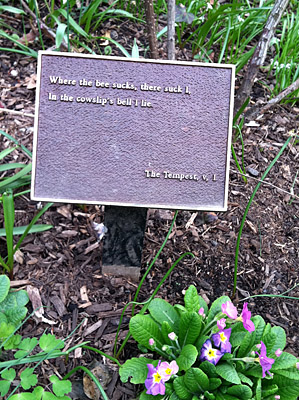 Where the bee sucks, there suck I,
In the cowslip's bell I lie.
The Tempest, v, i